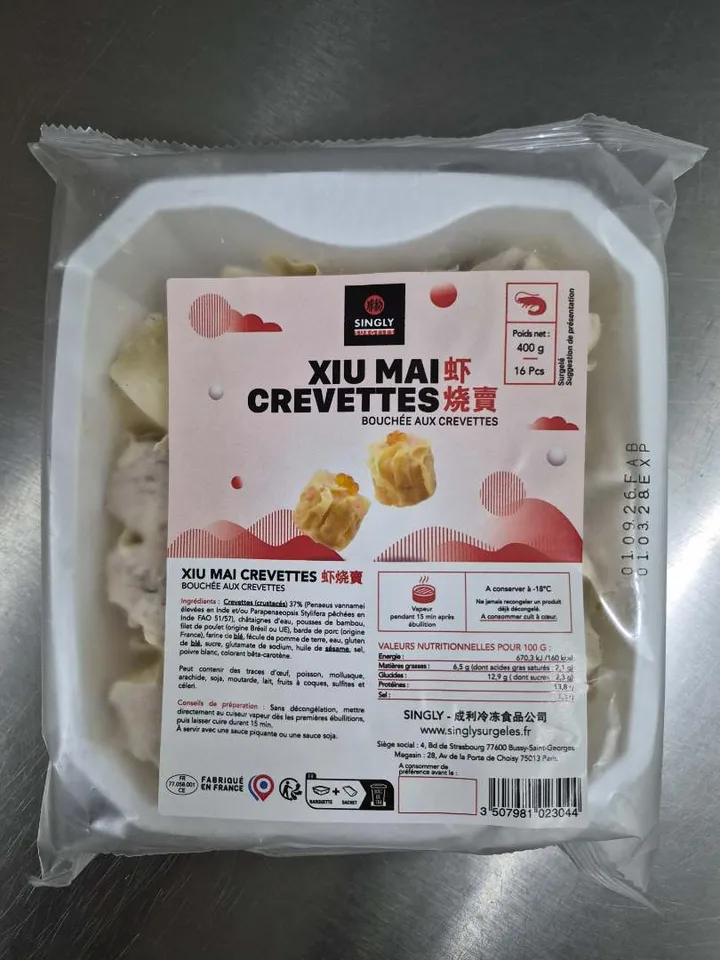 SINGLY
SURGELÉS
Poids net :
400 g
16 Pcs
Surgelé
Suggestion de présentation
XIU MAI 虾
CREVETTES 烧賣
BOUCHÉE AUX CREVETTES
01.09.26FAB
01.03.28EXP
XIU MAI CREVETTES 虾烧賣
BOUCHÉE AUX CREVETTES
Ingrédients : Crevettes (crustacés) 37% (Penaeus vannamei
élevées en Inde et/ou Parapenaeopsis Stylifera pêchées en
Inde FAO 51/57), châtaignes d'eau, pousses de bambou,
filet de poulet (origine Brésil ou UE), barde de porc (origine
France), farine de blé, fécule de pomme de terre, eau, gluten
de blé, sucre, glutamate de sodium, huile de sésame, sel,
poivre blanc, colorant bêta-carotène.
Peut contenir des traces d'œuf, poisson, mollusque,
arachide, soja, moutarde, lait, fruits à coques, sulfites et
céleri.
Conseils de préparation : Sans décongélation, mettre
directement au cuiseur vapeur dès les premières ébullitions,
puis laisser cuire durant 15 min.
A servir avec une sauce piquante ou une sauce soja.
Vapeur
pendant 15 min après
ébullition
A conserver à -18°C
Ne jamais recongeler un produit
déjà décongelé.
A consommer cuit à cœur.
VALEURS NUTRITIONNELLES POUR 100 G :
Energie : 670,3 kJ /160 kcal
Matières grasses : 6,5 g (dont acides gras saturés : 2,1 g)
Glucides : 12,9 g (dont sucres : 2,3 g)
Protéines : 13,8 g
Sel :
SINGLY - 成利冷冻食品公司
www.singlysurgeles.fr
Siège social : 4, Bd de Strasbourg 77600 Bussy-Saint-Georges
Magasin : 28, Av de la Porte de Choisy 75013 Paris.
A consommer de
préférence avant le :
FR
77.058.001
CE
FABRIQUÉ
EN FRANCE
FR
BARQUETTE + SACHET
3 507981 023044